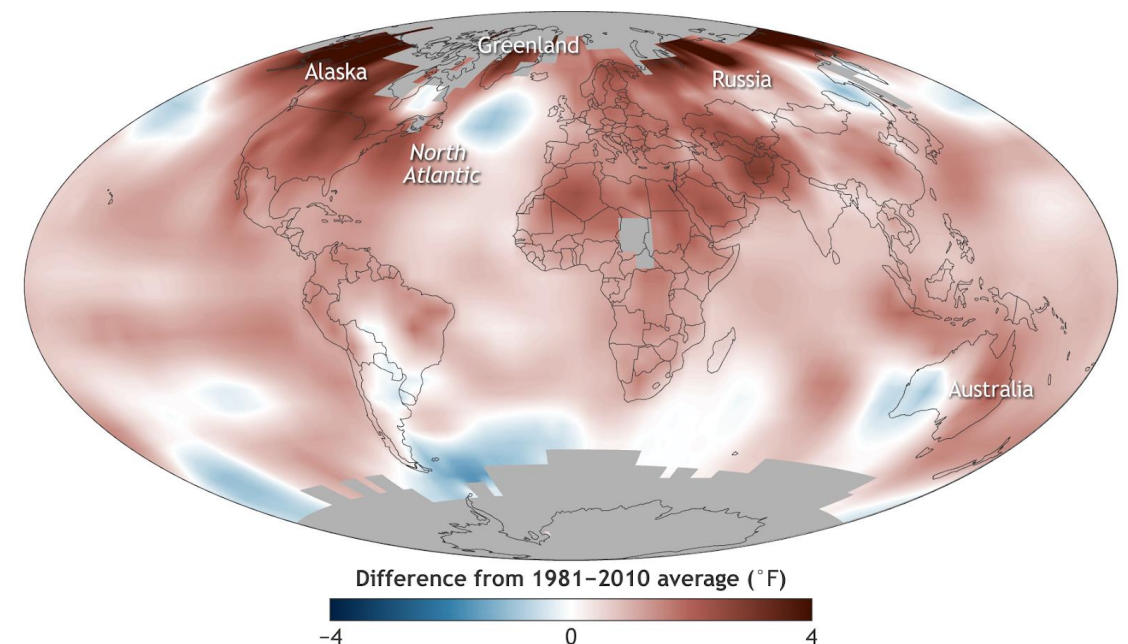 Greenland
Alaska
Russia
North
Atlantic
Australia
Difference from 1981–2010 average (°F)
−4 0 4